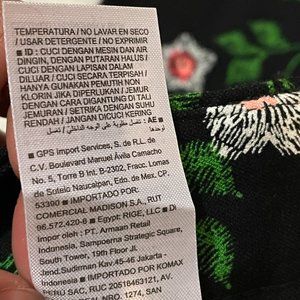 TEMPERATURA / NO LAVAR EN SECO
/ USAR DETERGENTE / NO EXPRIMIR
■ ID : CUCI DENGAN MESIN DAN AIR
DINGIN, DENGAN PUTARAN HALUS /
CUCI DENGAN LAPISAN DALAM
DILUAR / CUCI SECARA TERPISAH /
HANYA GUNAKAN PEMUTIH NON
KLORIN JIKA DIPERLUKAN / JEMUR
DENGAN CARA DIGANTUNG DI TALI
JEMURAN / SETRIKA DENGAN SUHU
RENDAH / JANGAN DICUCI KERING
■ AE :
■ GPS Import Services, S. de R.L. de
C.V. Boulevard Manuel Ávila Camacho
No. 5, Torre Int B-2302, Fracc. Lomas
de Sotelo Naucalpan, Edo. de Mex. CP
53390 ■ IMPORTADO POR:
COMERCIAL MADISON S.A., RUT
96.572.420-8 ■ Egypt: RIGE, LLC ■ Di
Import Oleh: PT. Armaan Retail
Indonesia, Sampoerna Strategic Square,
South Tower, 19th Floor Jl.
Jend.Sudirman Kav.45-46 Jakarta -
Indonesia ■ IMPORTADO POR KOMAX
PERÚ SAC, RUC 20518463121, AV.